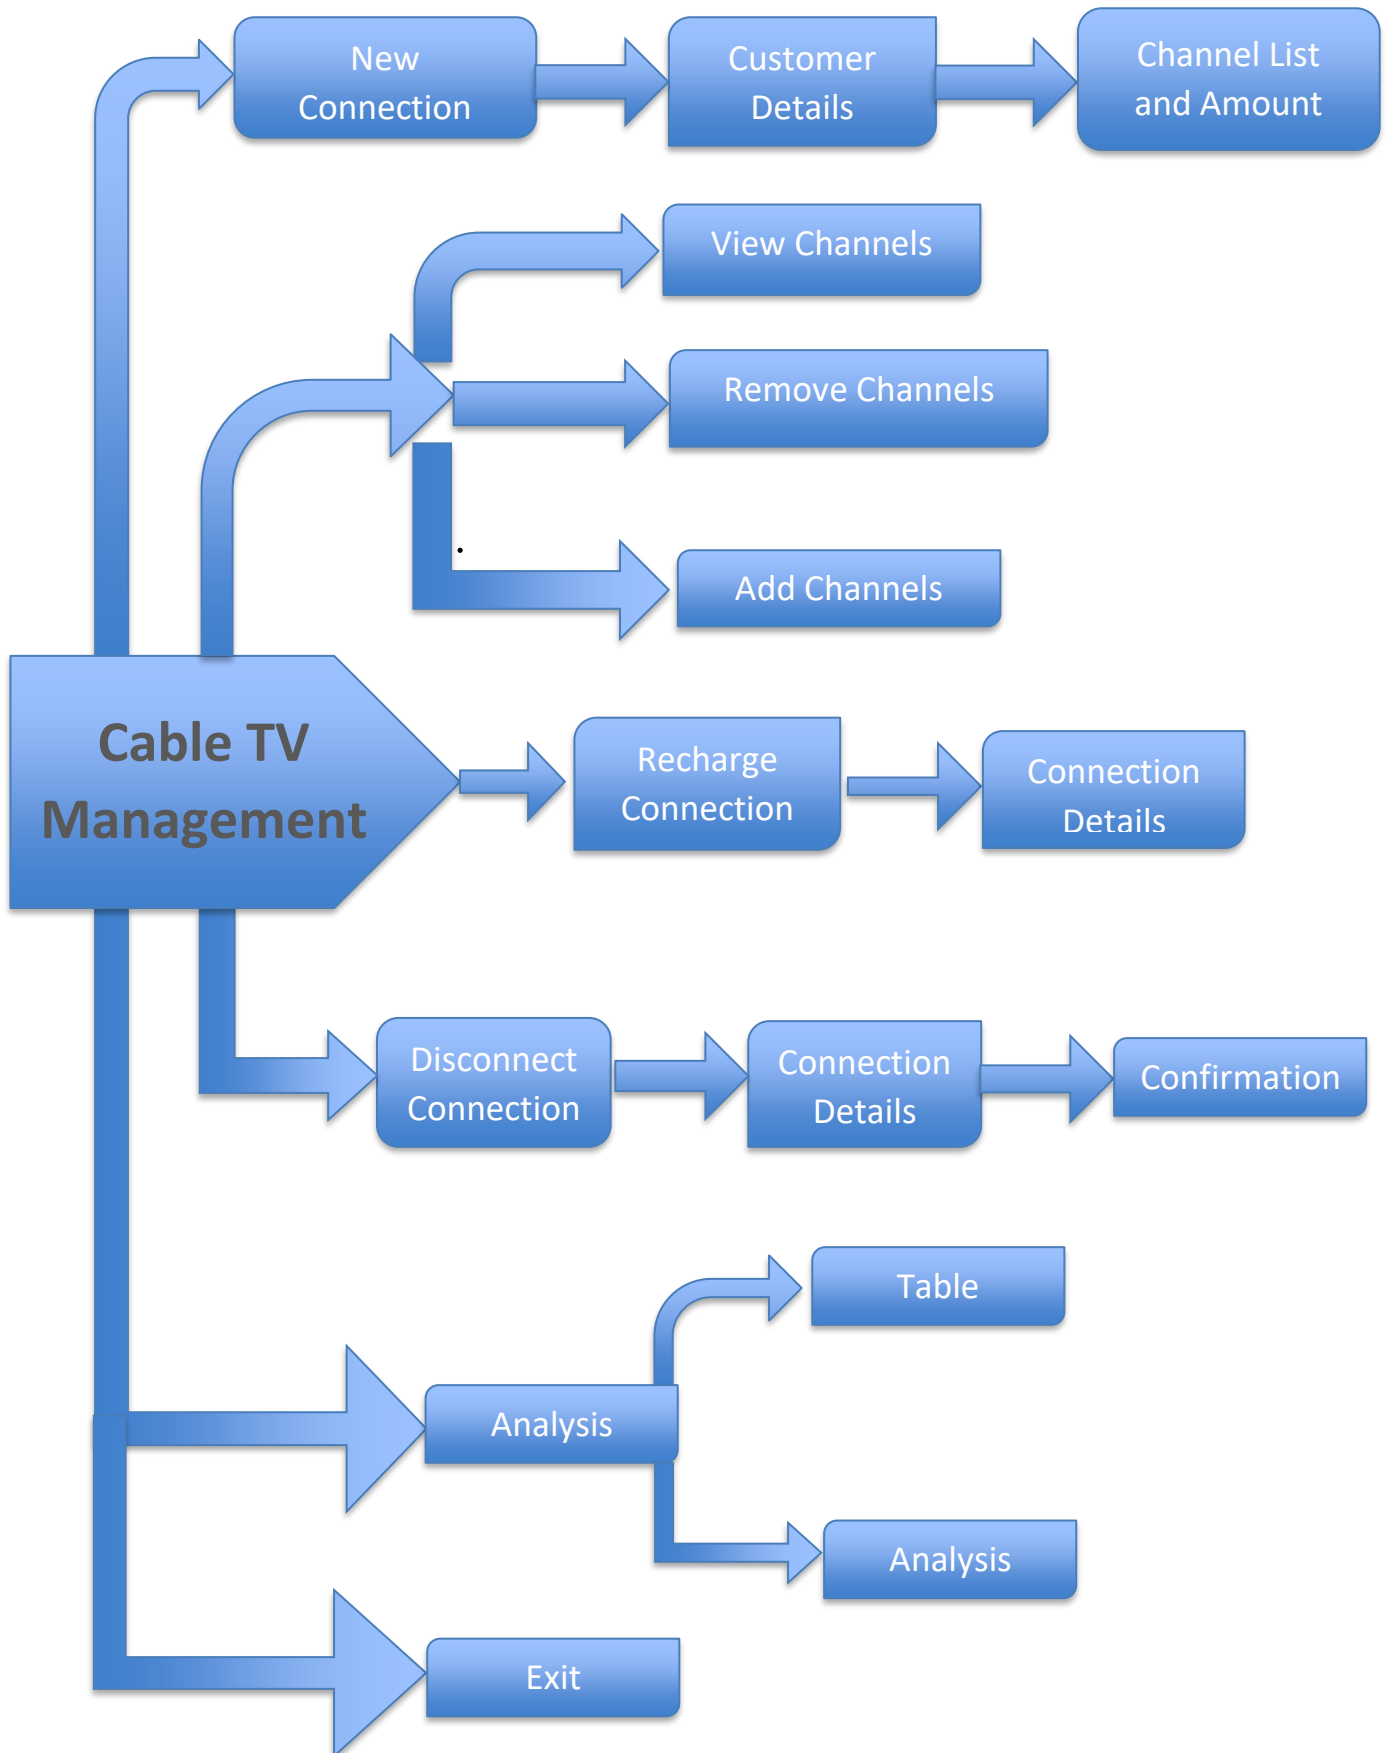 New
Connection
Customer
Details
Channel List
and Amount
View Channels
Remove Channels
.
Add Channels
Cable TV
Management
Recharge
Connection
Connection
Details
Disconnect
Connection
Connection
Details
Confirmation
Table
Analysis
Analysis
Exit